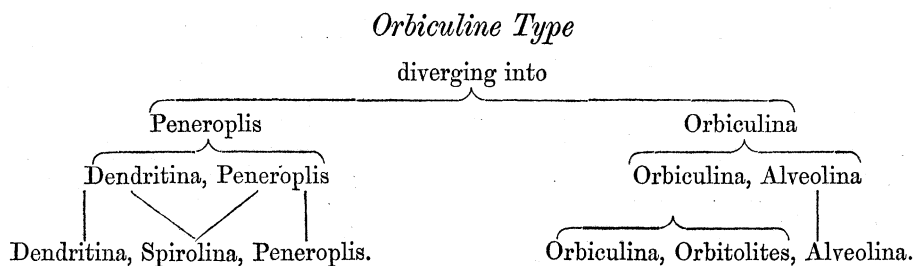 Orbiculine Type
diverging into
Peneroplis Orbiculina
Dendritina, Peneroplis Orbiculina, Alveolina
Dendritina, Spirolina, Peneroplis. Orbiculina, Orbitolites, Alveolina.